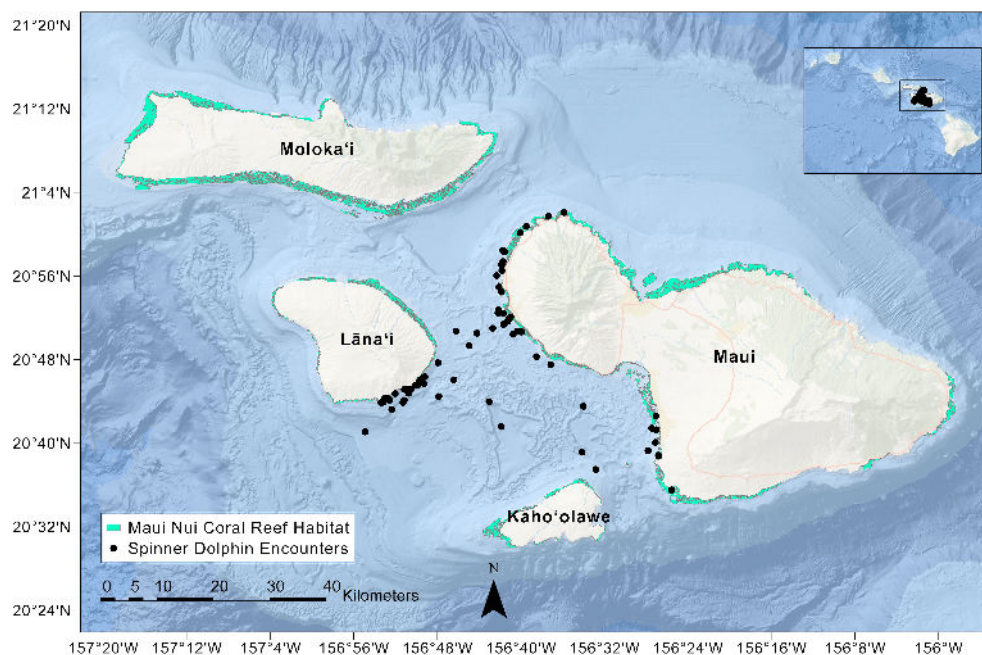 21°20'N
21°12'N
Moloka‘i
21°4'N
20°56'N
Lāna‘i
20°48'N
Maui
20°40'N
Kaho‘olawe
20°32'N
Maui Nui Coral Reef Habitat
Spinner Dolphin Encounters
N
0 5 10 20 30 40
Kilometers
20°24'N
157°20'W 157°12'W 157°4'W 156°56'W 156°48'W 156°40'W 156°32'W 156°24'W 156°16'W 156°8'W 156°W